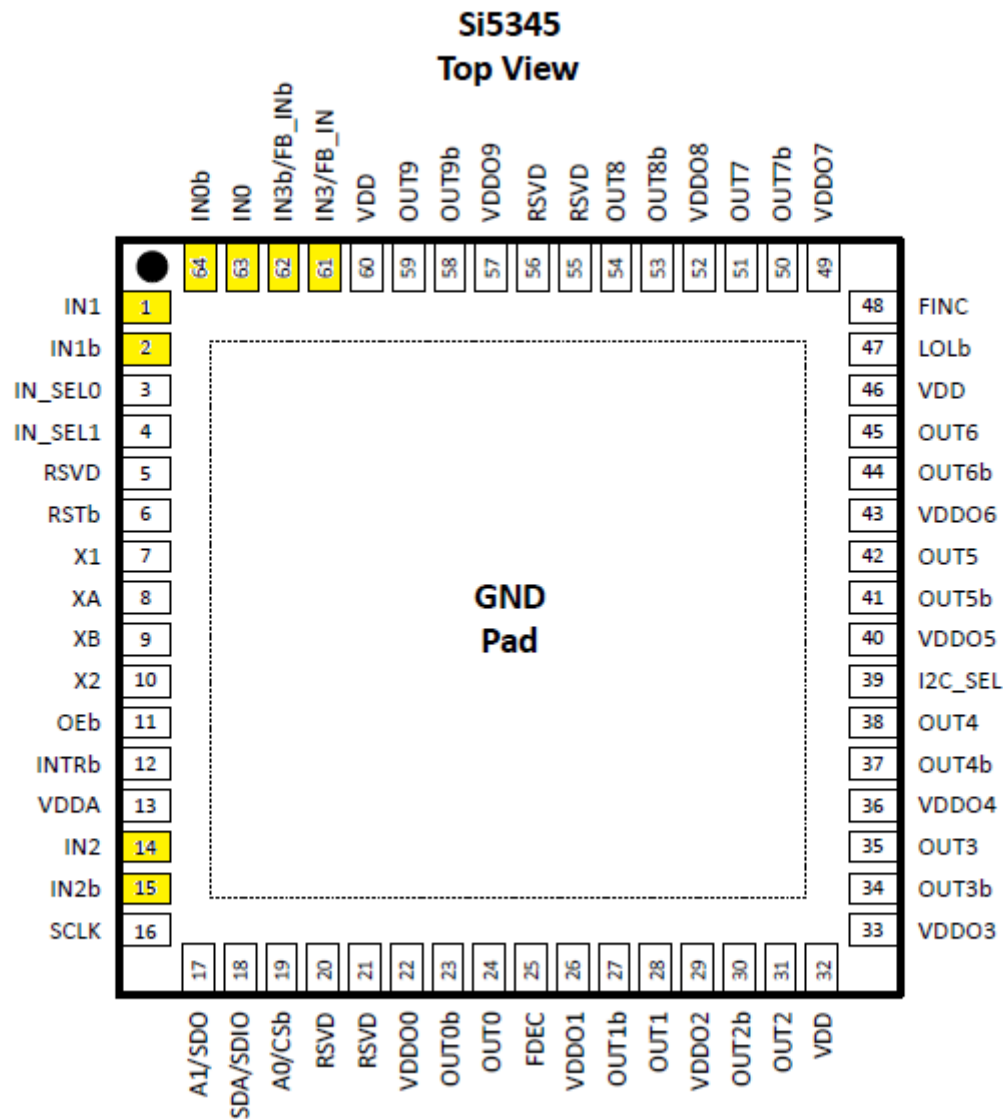 Si5345
Top View
IN0b
IN0
IN3b/FB_INb
IN3/FB_IN
VDD
OUT9
OUT9b
VDDO9
RSVD
RSVD
OUT8
OUT8b
VDDO8
OUT7
OUT7b
VDDO7
64
63
62
61
60
59
58
57
56
55
54
53
52
51
50
49
IN1 1
IN1b 2
IN_SEL0 3
IN_SEL1 4
RSVD 5
RSTb 6
X1 7
XA 8
XB 9
X2 10
OEb 11
INTRb 12
VDDA 13
IN2 14
IN2b 15
SCLK 16
GND
Pad
48 FINC
47 LOLb
46 VDD
45 OUT6
44 OUT6b
43 VDDO6
42 OUT5
41 OUT5b
40 VDDO5
39 I2C_SEL
38 OUT4
37 OUT4b
36 VDDO4
35 OUT3
34 OUT3b
33 VDDO3
17
18
19
20
21
22
23
24
25
26
27
28
29
30
31
32
A1/SDO
SDA/SDIO
A0/CSb
RSVD
RSVD
VDDO0
OUT0b
OUT0
FDEC
VDDO1
OUT1b
OUT1
VDDO2
OUT2b
OUT2
VDD